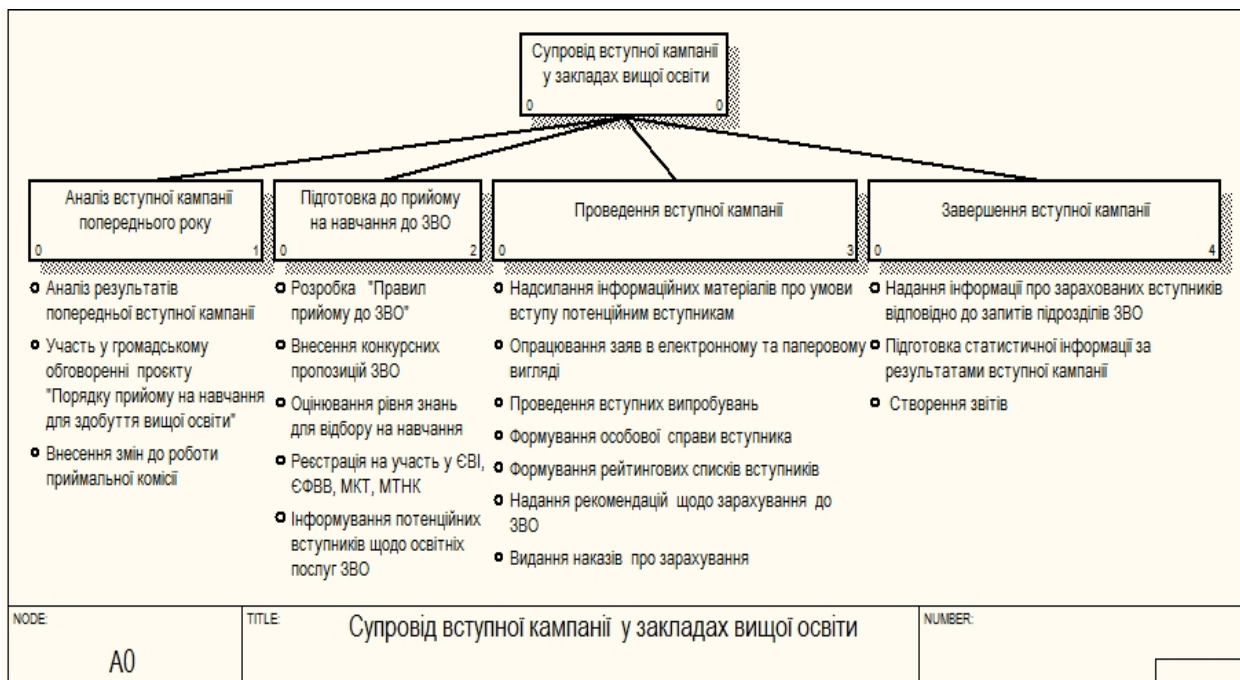 Супровід вступної кампанії
у закладах вищої освіти
0 0
Аналіз вступної кампанії
попереднього року
0 1
Підготовка до прийому
на навчання до ЗВО
0 2
Проведення вступної кампанії
0 3
Завершення вступної кампанії
0 4
Аналіз результатів
попередньої вступної кампанії
Участь у громадському
обговоренні проєкту
"Порядку прийому на навчання
для здобуття вищої освіти"
Внесення змін до роботи
приймальної комісії
Розробка "Правил
прийому до ЗВО"
Внесення конкурсних
пропозицій ЗВО
Оцінювання рівня знань
для відбору на навчання
Реєстрація на участь у ЄВІ,
ЄФВВ, МКТ, МТНК
Інформування потенційних
вступників щодо освітніх
послуг ЗВО
Надсилання інформаційних матеріалів про умови
вступу потенційним вступникам
Опрацювання заяв в електронному та паперовому
вигляді
Проведення вступних випробувань
Формування особової справи вступника
Формування рейтингових списків вступників
Надання рекомендацій щодо зарахування до
ЗВО
Видання наказів про зарахування
Надання інформації про зарахованих вступників
відповідно до запитів підрозділів ЗВО
Підготовка статистичної інформації за
результатами вступної кампанії
Створення звітів
NODE:
A0
TITLE:
Супровід вступної кампанії у закладах вищої освіти
NUMBER: